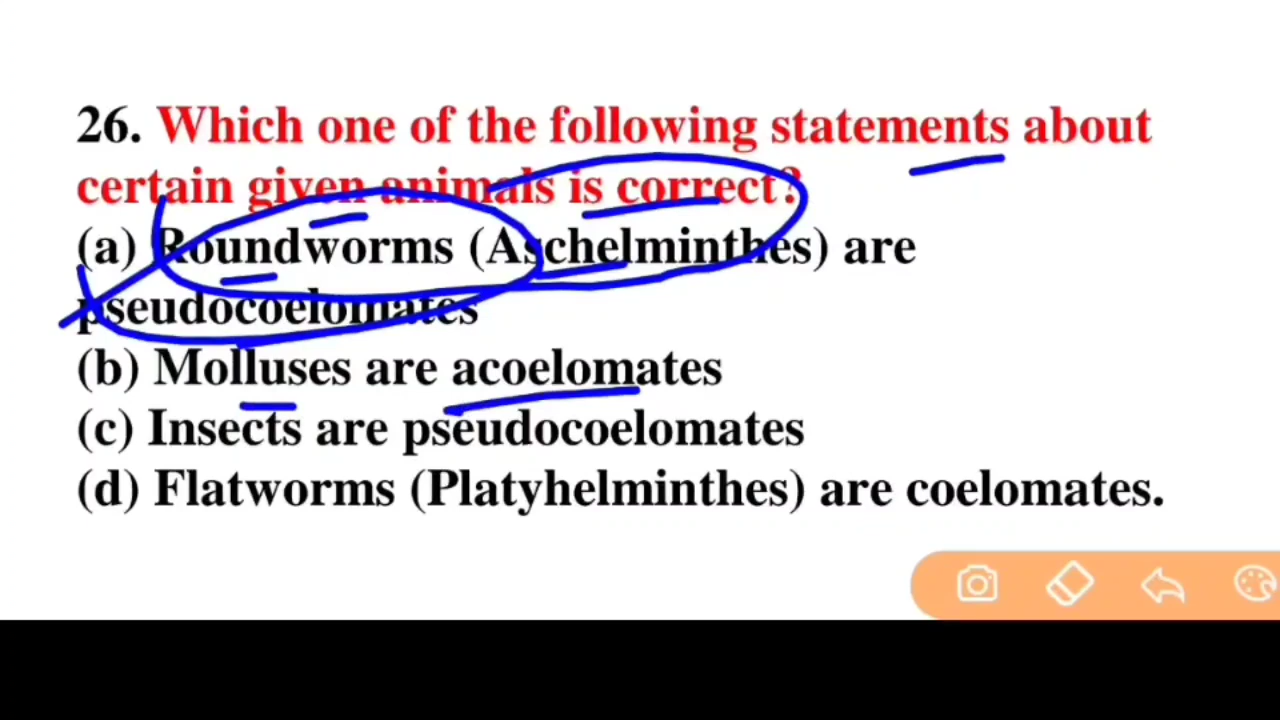 26. Which one of the following statements about
certain given animals is correct?
(a) Roundworms (Aschelminthes) are
pseudocoelomates
(b) Molluses are acoelomates
(c) Insects are pseudocoelomates
(d) Flatworms (Platyhelminthes) are coelomates.